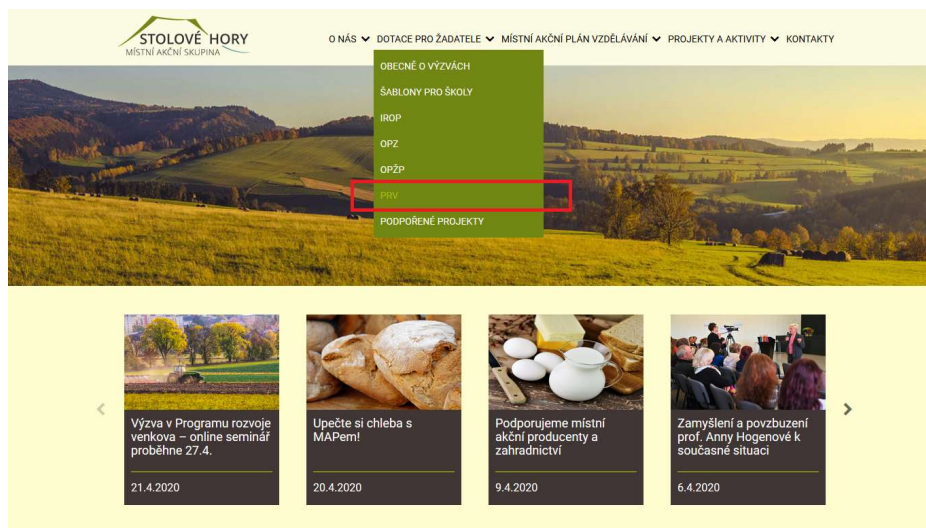 STOLOVÉ HORY
MÍSTNÍ AKČNÍ SKUPINA
O NÁS
DOTACE PRO ŽADATELE
MÍSTNÍ AKČNÍ PLÁN VZDĚLÁVÁNÍ
PROJEKTY A AKTIVITY
KONTAKTY
OBECNĚ O VÝZVÁCH
ŠABLONY PRO ŠKOLY
IROP
OPZ
OPŽP
PRV
PODPOŘENÉ PROJEKTY
Výzva v Programu rozvoje
venkova – online seminář
proběhne 27.4.
21.4.2020
Upečte si chleba s
MAPem!
20.4.2020
Podporujeme místní
akční producenty a
zahradnictví
9.4.2020
Zamyšlení a povzbuzení
prof. Anny Hogenové k
současné situaci
6.4.2020